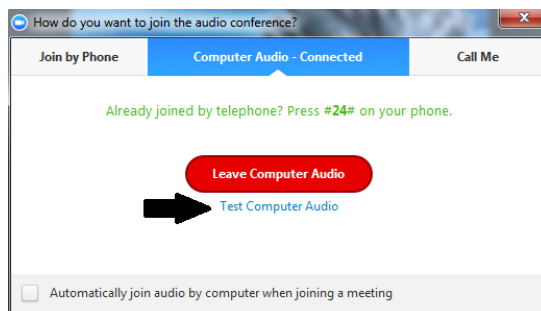 How do you want to join the audio conference?
Join by Phone
Computer Audio - Connected
Call Me
Already joined by telephone? Press #24# on your phone.
Leave Computer Audio
Test Computer Audio
Automatically join audio by computer when joining a meeting